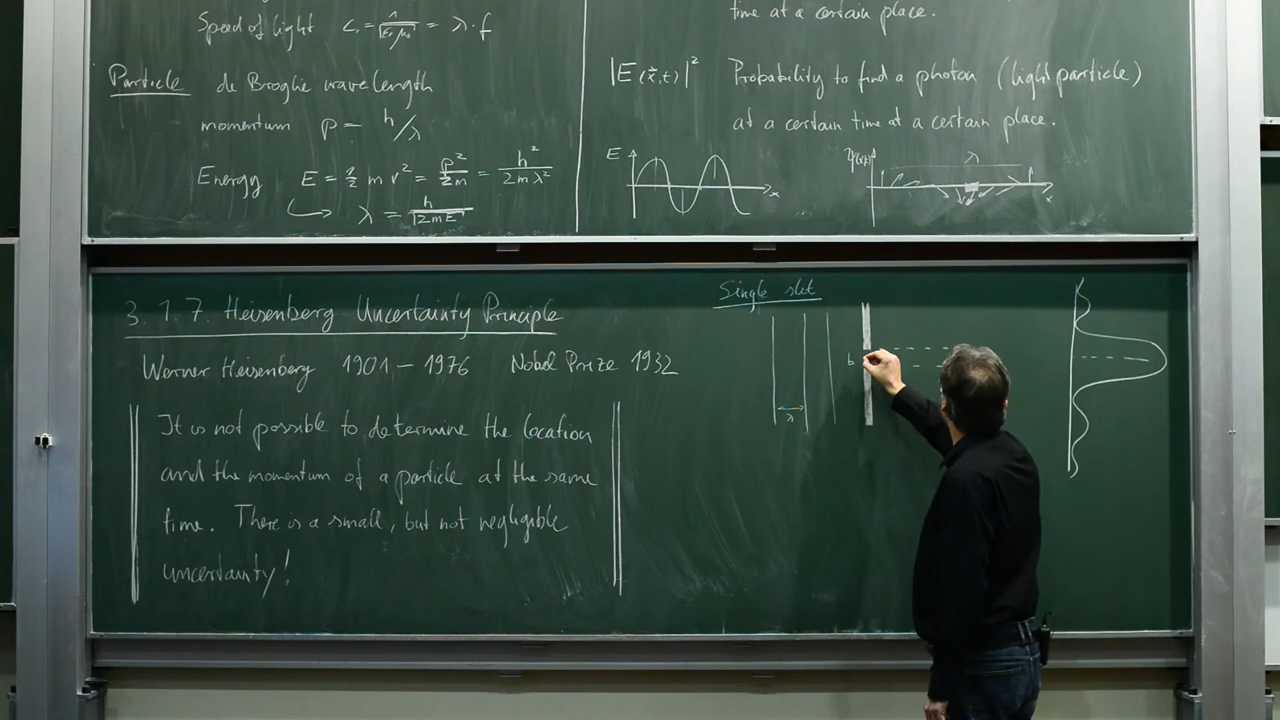 Speed of light c₀ = 1/√(ε₀μ₀) = λ · f
Particle de Broglie wavelength
momentum p = h/λ
Energy E = 1/2 m v² = p²/2m = h²/2mλ²
λ = h/√(2mE)
time at a certain place.
|E(x⃗,t)|² Probability to find a photon (light particle)
at a certain time at a certain place.
E
x
ψ(x,t)
λ
x
3.1.7. Heisenberg Uncertainty Principle
Werner Heisenberg 1901 – 1976 Nobel Prize 1932
It is not possible to determine the location
and the momentum of a particle at the same
time. There is a small, but not negligible
uncertainty!
Single slit
b
λ